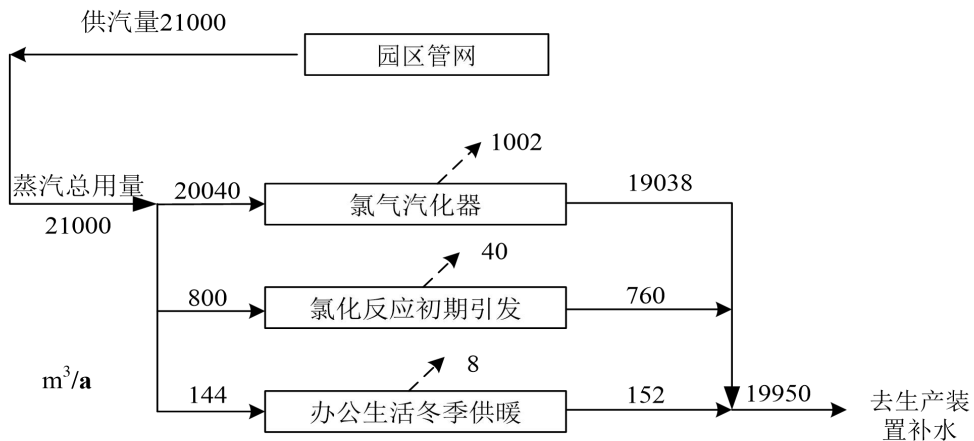 供汽量21000
园区管网
1002
蒸汽总用量
20040
19038
氯气汽化器
21000
40
800
760
氯化反应初期引发
m³/a
8
144
152
19950
办公生活冬季供暖
去生产装
置补水